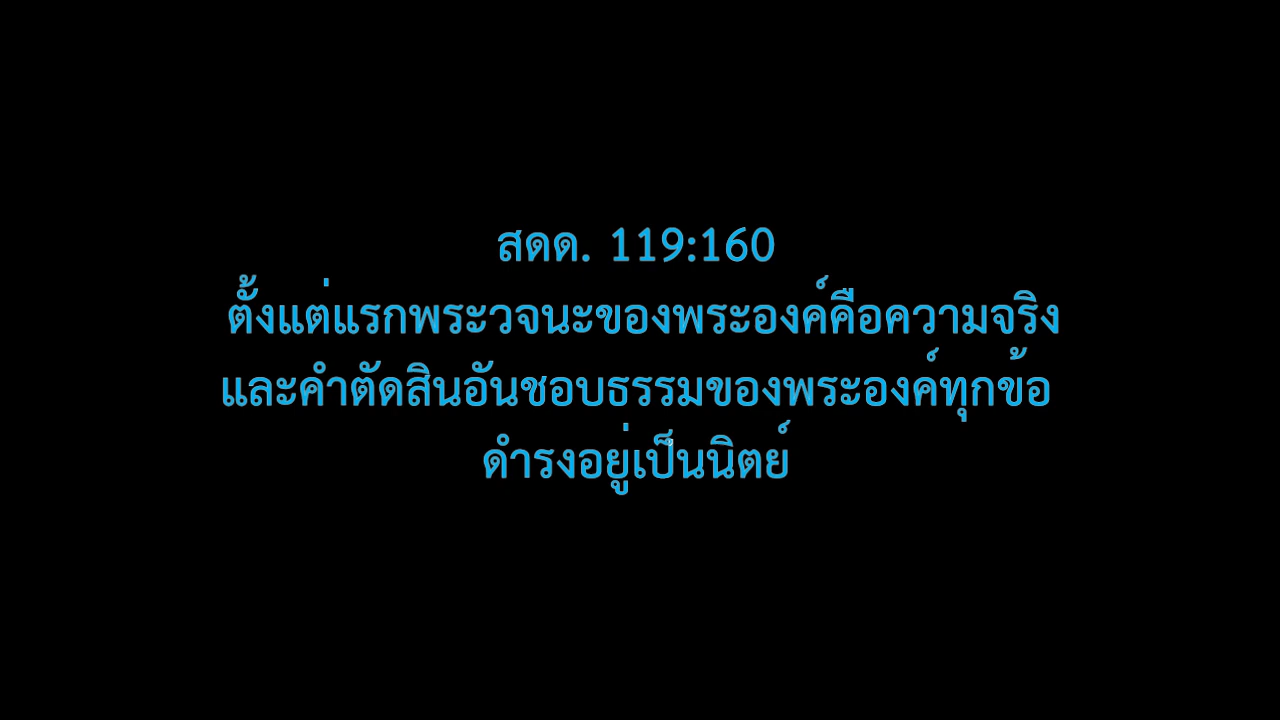 สดด. 119:160
ตั้งแต่แรกพระวจนะของพระองค์คือความจริง
และคำตัดสินอันชอบธรรมของพระองค์ทุกข้อ
ดำรงอยู่เป็นนิตย์